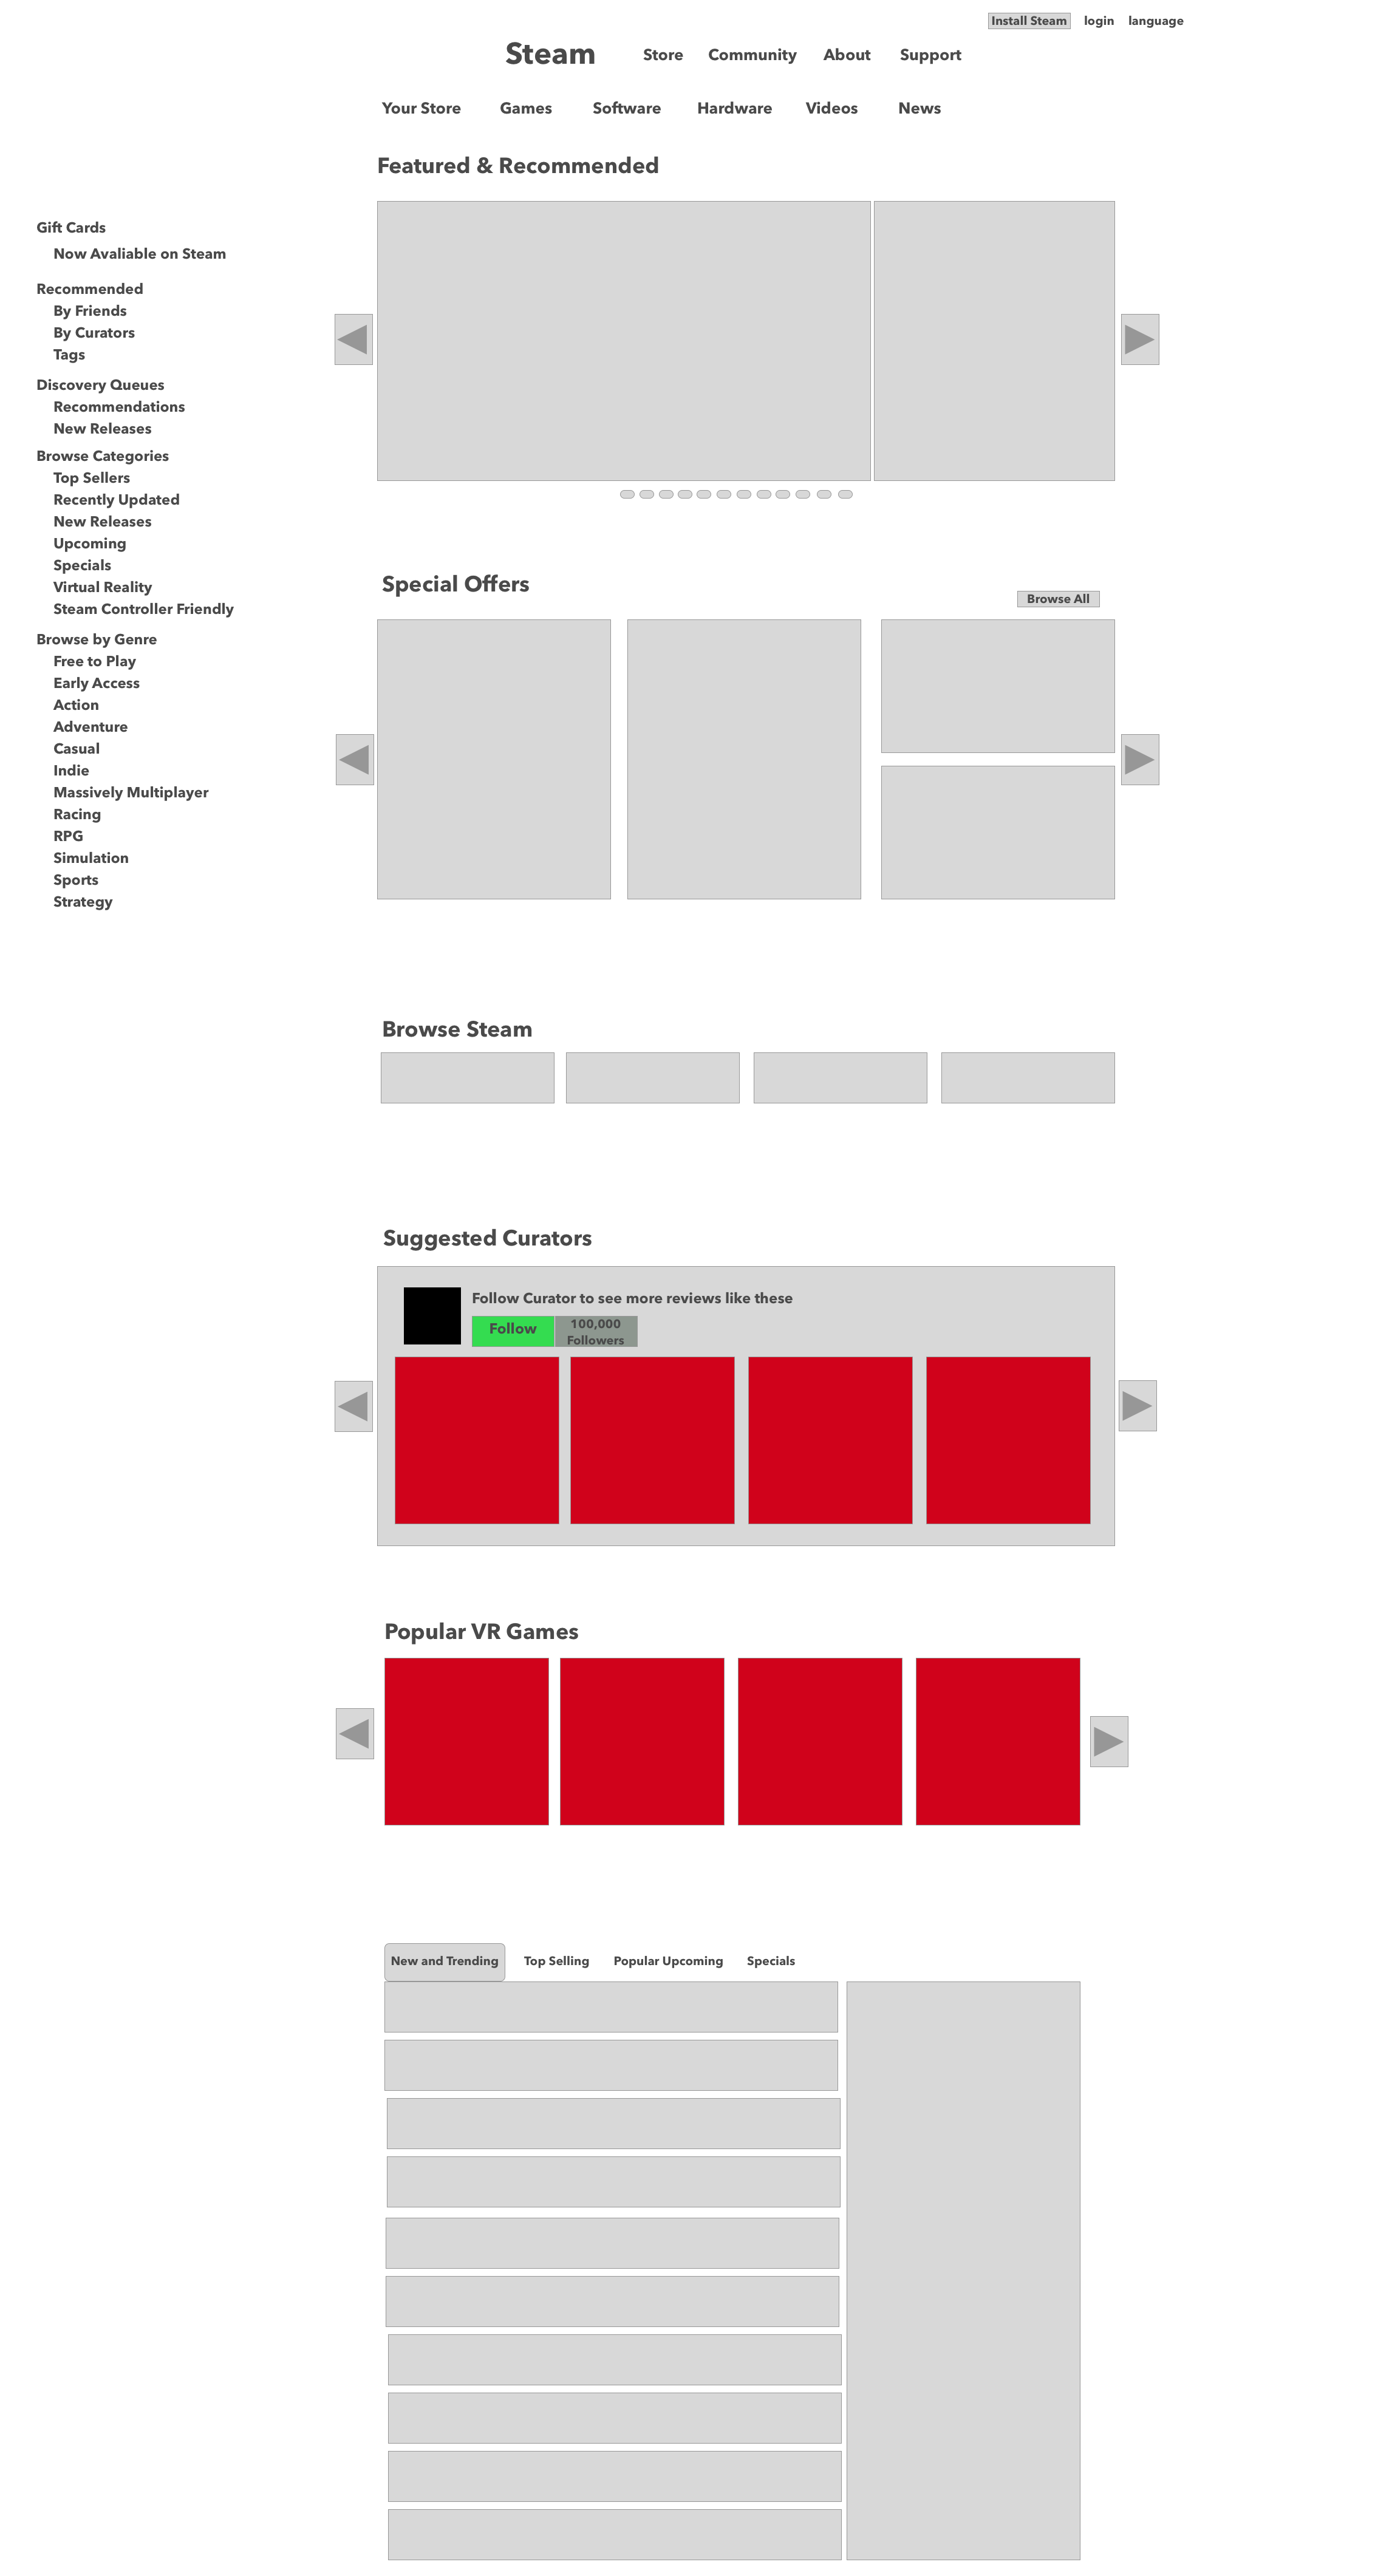 Install Steam login language
Steam Store Community About Support
Your Store Games Software Hardware Videos News
Featured & Recommended
Gift Cards
Now Avaliable on Steam
Recommended
By Friends
By Curators
Tags
Discovery Queues
Recommendations
New Releases
Browse Categories
Top Sellers
Recently Updated
New Releases
Upcoming
Specials
Virtual Reality
Steam Controller Friendly
Browse by Genre
Free to Play
Early Access
Action
Adventure
Casual
Indie
Massively Multiplayer
Racing
RPG
Simulation
Sports
Strategy
Special Offers
Browse All
Browse Steam
Suggested Curators
Follow Curator to see more reviews like these
Follow
100,000
Followers
Popular VR Games
New and Trending Top Selling Popular Upcoming Specials